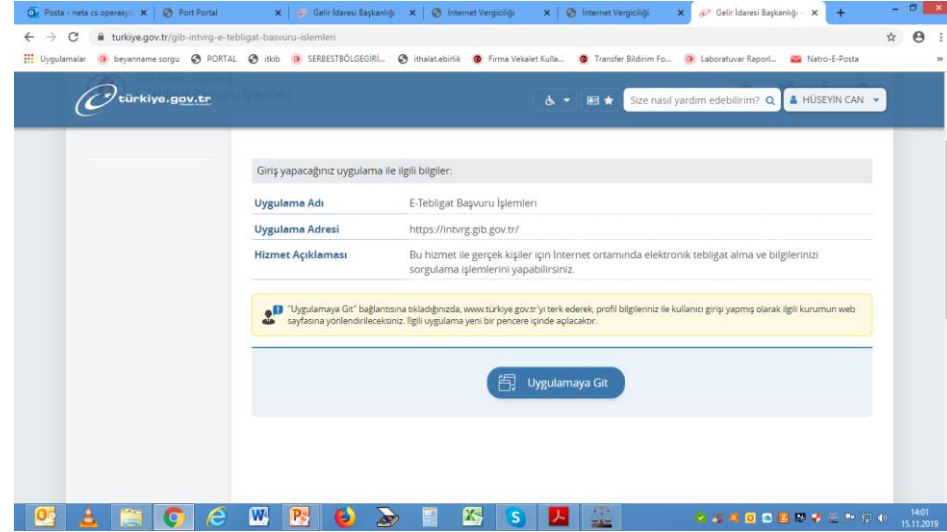 Posta - neta cs operasyo
Port Portal
Gelir İdaresi Başkanlığı -
İnternet Vergiciliği
İnternet Vergiciliği
Gelir İdaresi Başkanlığı -
turkiye.gov.tr/gib-intvrg-e-tebligat-basvuru-islemleri
Uygulamalar
beyanname sorgu
PORTAL
itkib
SERBESTBÖLGEGİRİ...
ithalat.ebirlik
Firma Vekalet Kulla...
Transfer Bildirim Fo...
Laboratuvar Raporl...
Natro-E-Posta
türkiye.gov.tr
Size nasıl yardım edebilirim?
HÜSEYİN CAN
Giriş yapacağınız uygulama ile ilgili bilgiler:
Uygulama Adı E-Tebligat Başvuru İşlemleri
Uygulama Adresi https://intvrg.gib.gov.tr/
Hizmet Açıklaması Bu hizmet ile gerçek kişiler için İnternet ortamında elektronik tebligat alma ve bilgilerinizi
sorgulama işlemlerini yapabilirsiniz.
"Uygulamaya Git" bağlantısına tıkladığınızda, www.türkiye.gov.tr'yi terk ederek, profil bilgileriniz ile kullanıcı girişi yapmış olarak ilgili kurumun web
sayfasına yönlendirileceksiniz. İlgili uygulama yeni bir pencere içinde açılacaktır.
Uygulamaya Git
14:01
15.11.2019